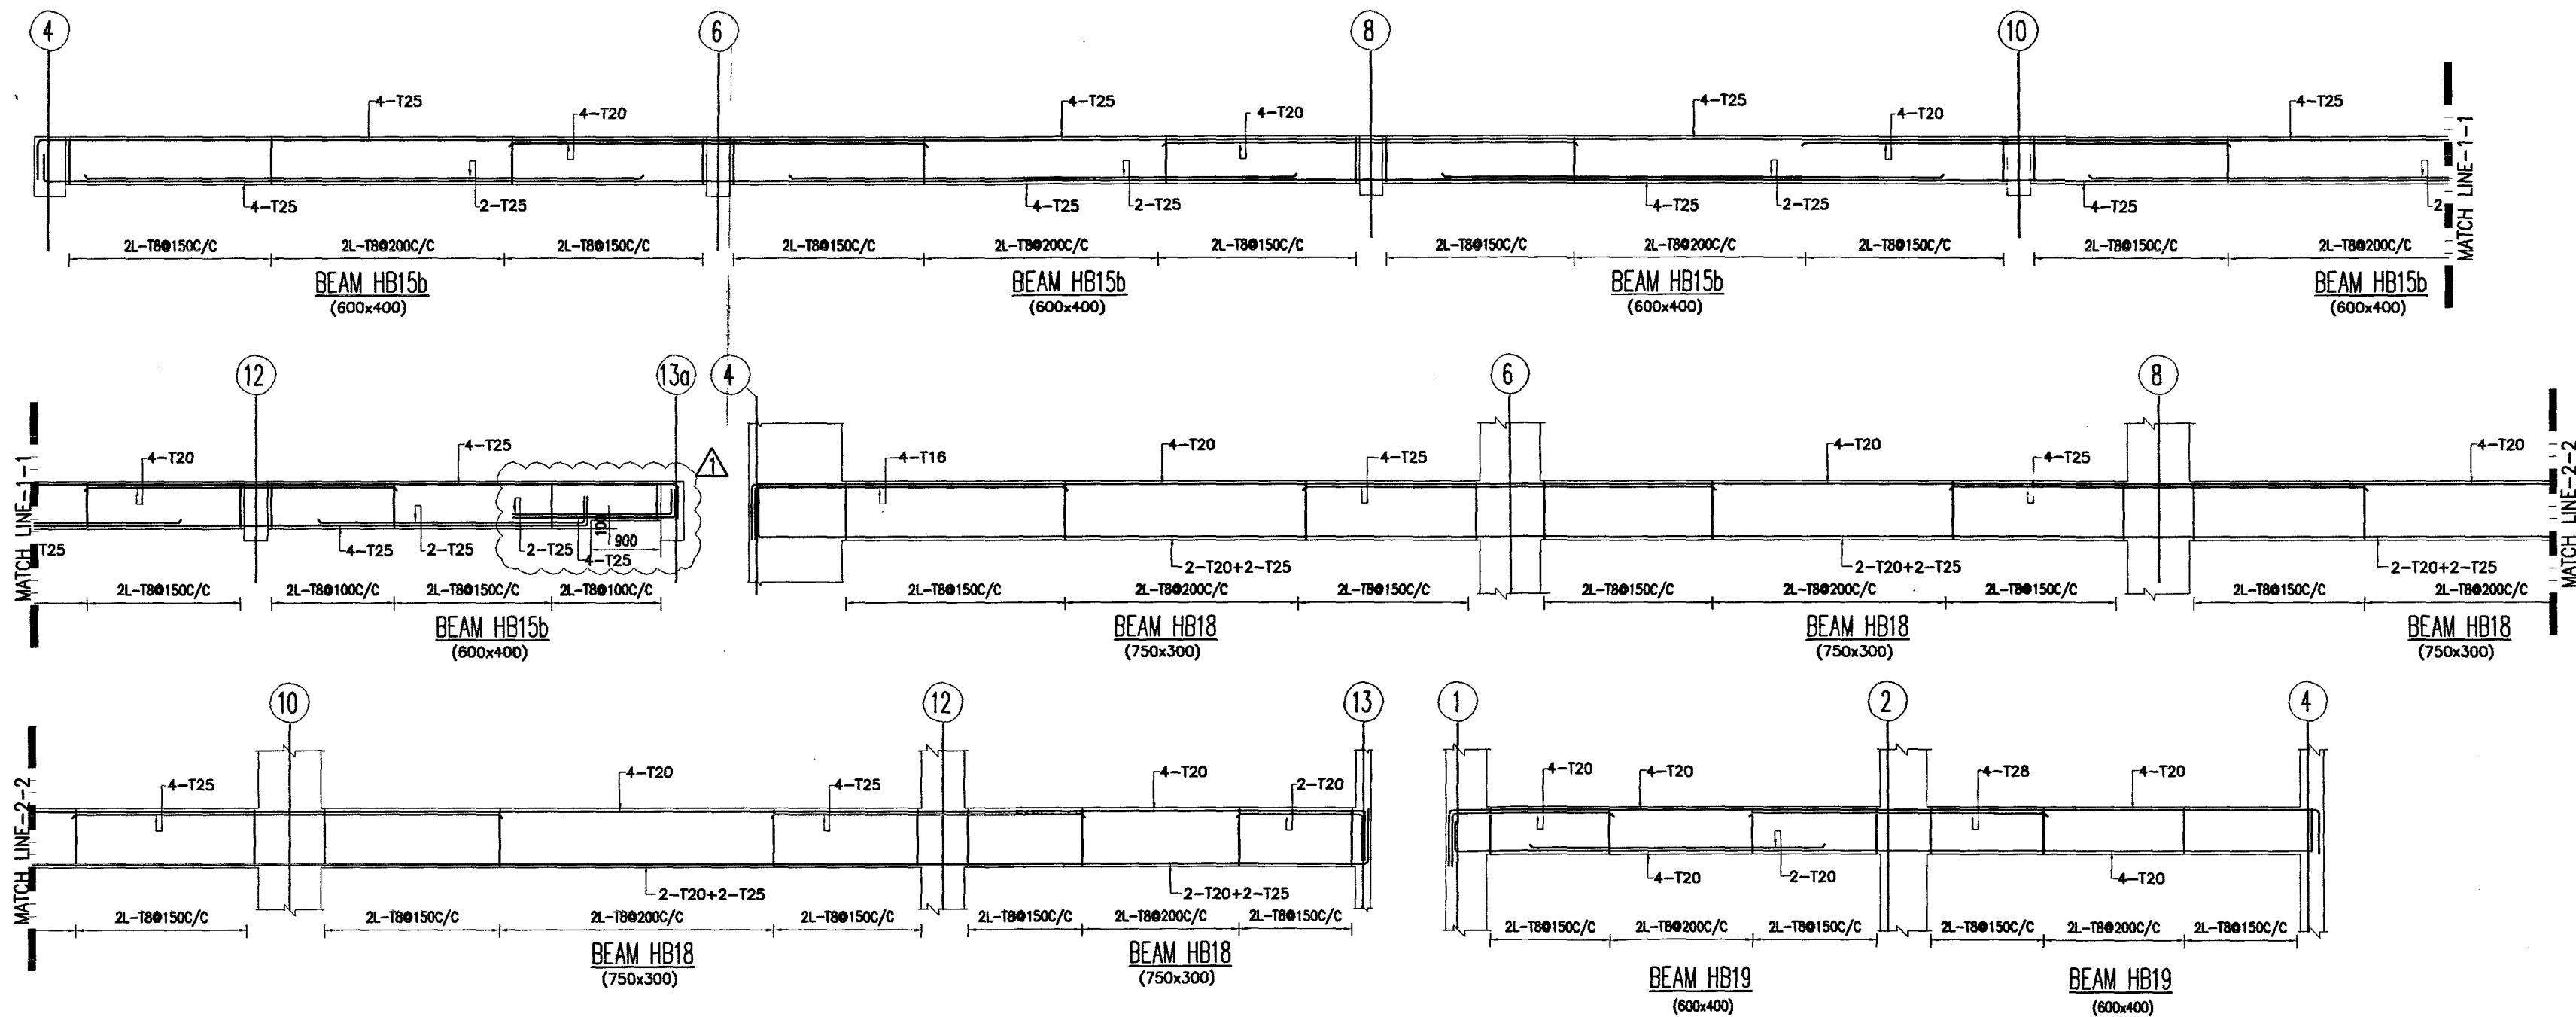 4 6 8 10
4-T25 4-T20 4-T25 4-T20 4-T25 4-T20 4-T25
4-T25 2-T25 4-T25 2-T25 4-T25 2-T25 4-T25 2-
2L-T8@150C/C 2L-T8@200C/C 2L-T8@150C/C 2L-T8@150C/C 2L-T8@200C/C 2L-T8@150C/C 2L-T8@150C/C 2L-T8@200C/C 2L-T8@150C/C 2L-T8@150C/C 2L-T8@200C/C
BEAM HB15b BEAM HB15b BEAM HB15b BEAM HB15b
(600x400) (600x400) (600x400) (600x400)
MATCH LINE-1-1
MATCH LINE-1-1
12 13a 4 6 8
1
4-T20 4-T25 4-T16 4-T20 4-T25 4-T20 4-T25 4-T20
100
900
T25 4-T25 2-T25 2-T25 4-T25 2-T20+2-T25 2-T20+2-T25 2-T20+2-T25
2L-T8@150C/C 2L-T8@100C/C 2L-T8@150C/C 2L-T8@100C/C 2L-T8@150C/C 2L-T8@200C/C 2L-T8@150C/C 2L-T8@150C/C 2L-T8@200C/C 2L-T8@150C/C 2L-T8@150C/C 2L-T8@200C/C
BEAM HB15b BEAM HB18 BEAM HB18 BEAM HB18
(600x400) (750x300) (750x300) (750x300)
MATCH LINE-2-2
MATCH LINE-2-2
10 12 13 1 2 4
4-T25 4-T20 4-T25 4-T20 2-T20 4-T20 4-T20 4-T28 4-T20
2-T20+2-T25 2-T20+2-T25 4-T20 2-T20 4-T20
2L-T8@150C/C 2L-T8@150C/C 2L-T8@200C/C 2L-T8@150C/C 2L-T8@150C/C 2L-T8@200C/C 2L-T8@150C/C 2L-T8@150C/C 2L-T8@200C/C 2L-T8@150C/C 2L-T8@150C/C 2L-T8@200C/C 2L-T8@150C/C
BEAM HB18 BEAM HB18 BEAM HB19 BEAM HB19
(750x300) (750x300) (600x400) (600x400)